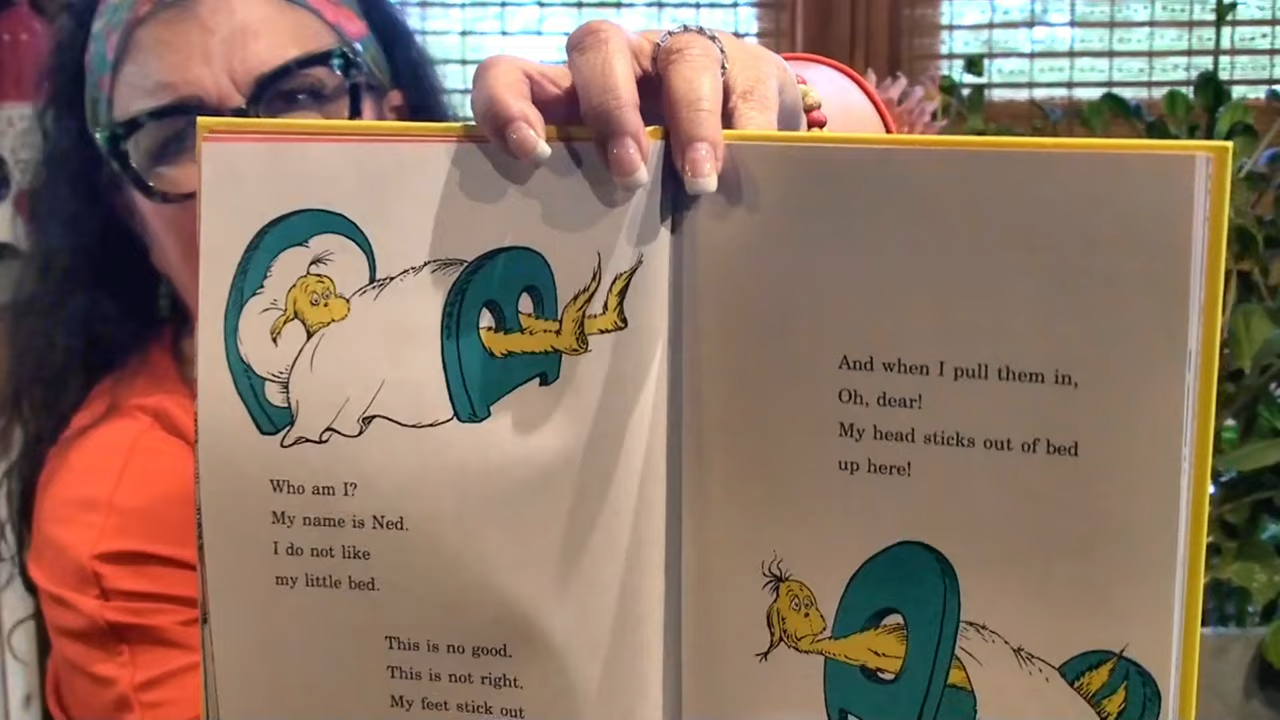 Who am I?
My name is Ned.
I do not like
my little bed.
This is no good.
This is not right.
My feet stick out
And when I pull them in,
Oh, dear!
My head sticks out of bed
up here!